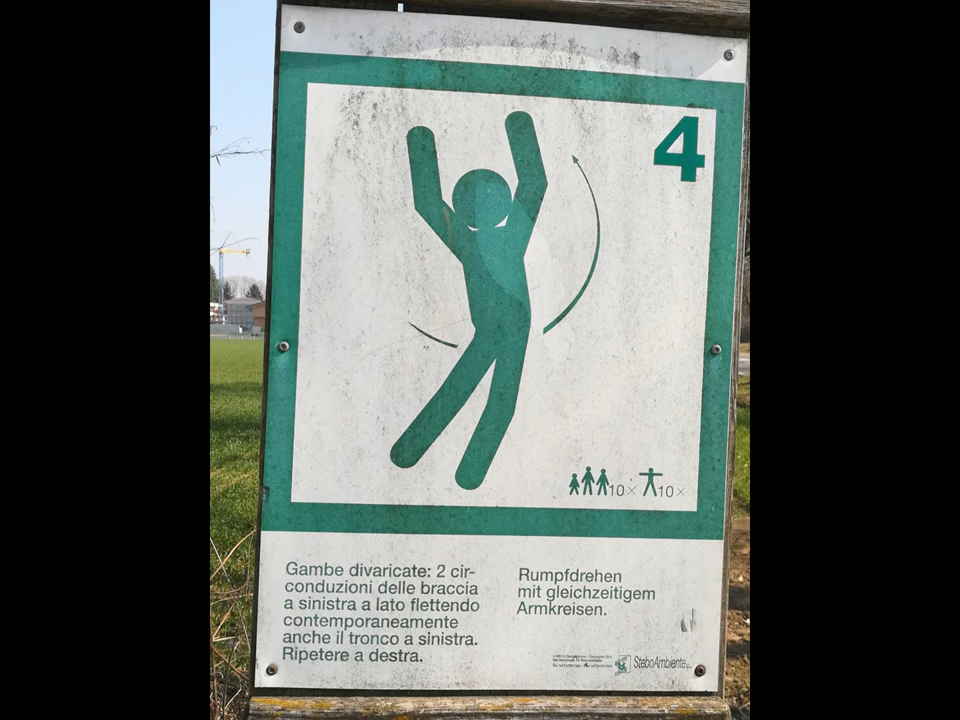 4
10× 10×
Gambe divaricate: 2 cir-
conduzioni delle braccia
a sinistra a lato flettendo
contemporaneamente
anche il tronco a sinistra.
Ripetere a destra.
Rumpfdrehen
mit gleichzeitigem
Armkreisen.
SteboAmbiente